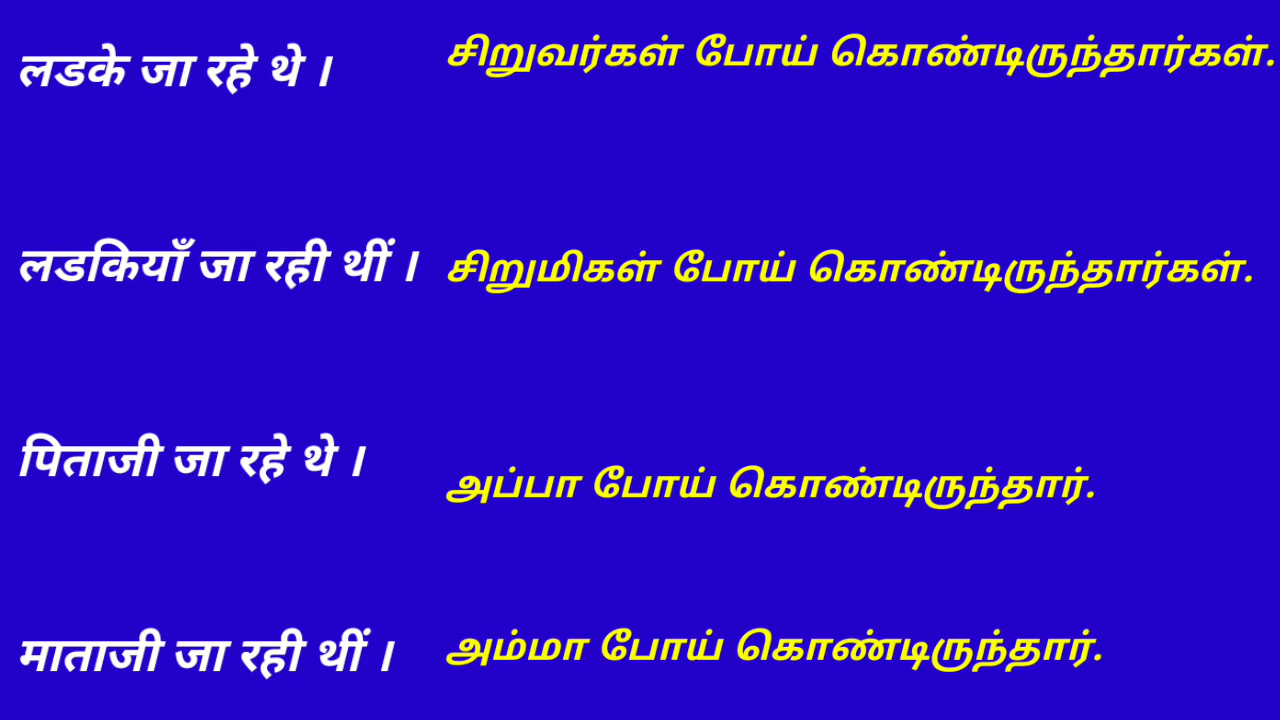 लडके जा रहे थे । சிறுவர்கள் போய் கொண்டிருந்தார்கள்.
लडकियाँ जा रही थीं । சிறுமிகள் போய் கொண்டிருந்தார்கள்.
पिताजी जा रहे थे । அப்பா போய் கொண்டிருந்தார்.
माताजी जा रही थीं । அம்மா போய் கொண்டிருந்தார்.